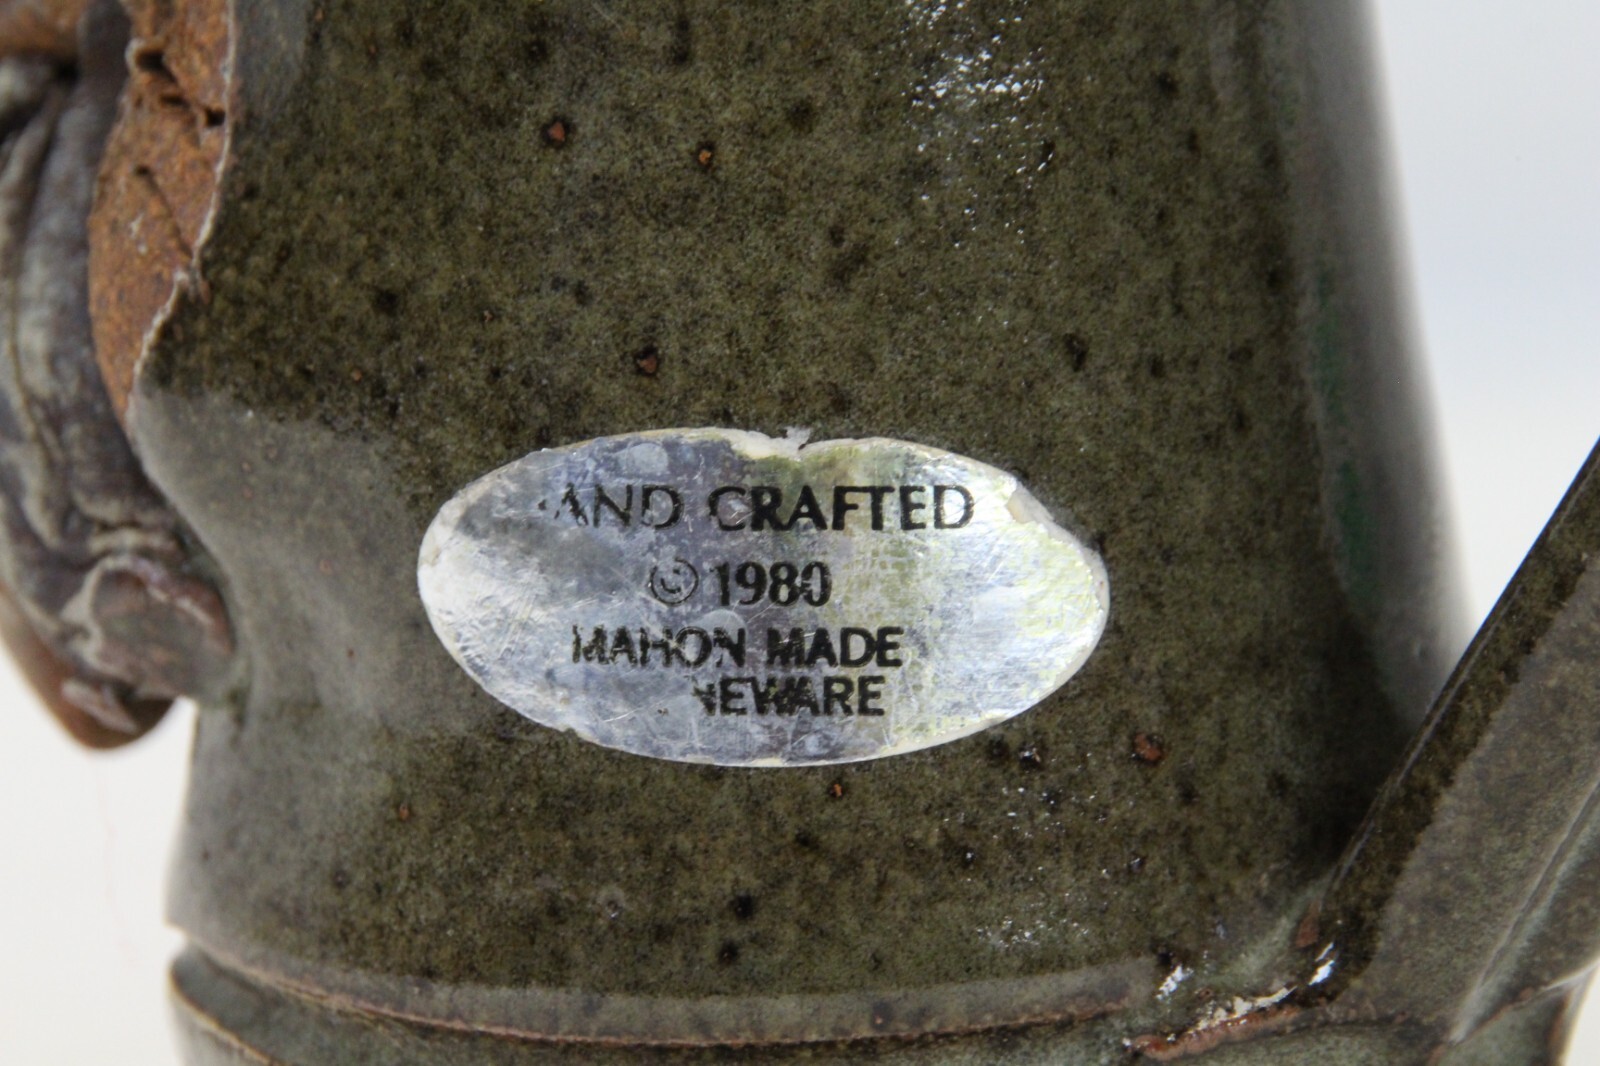 AND CRAFTED
© 1980
MAHON MADE
NEWARE